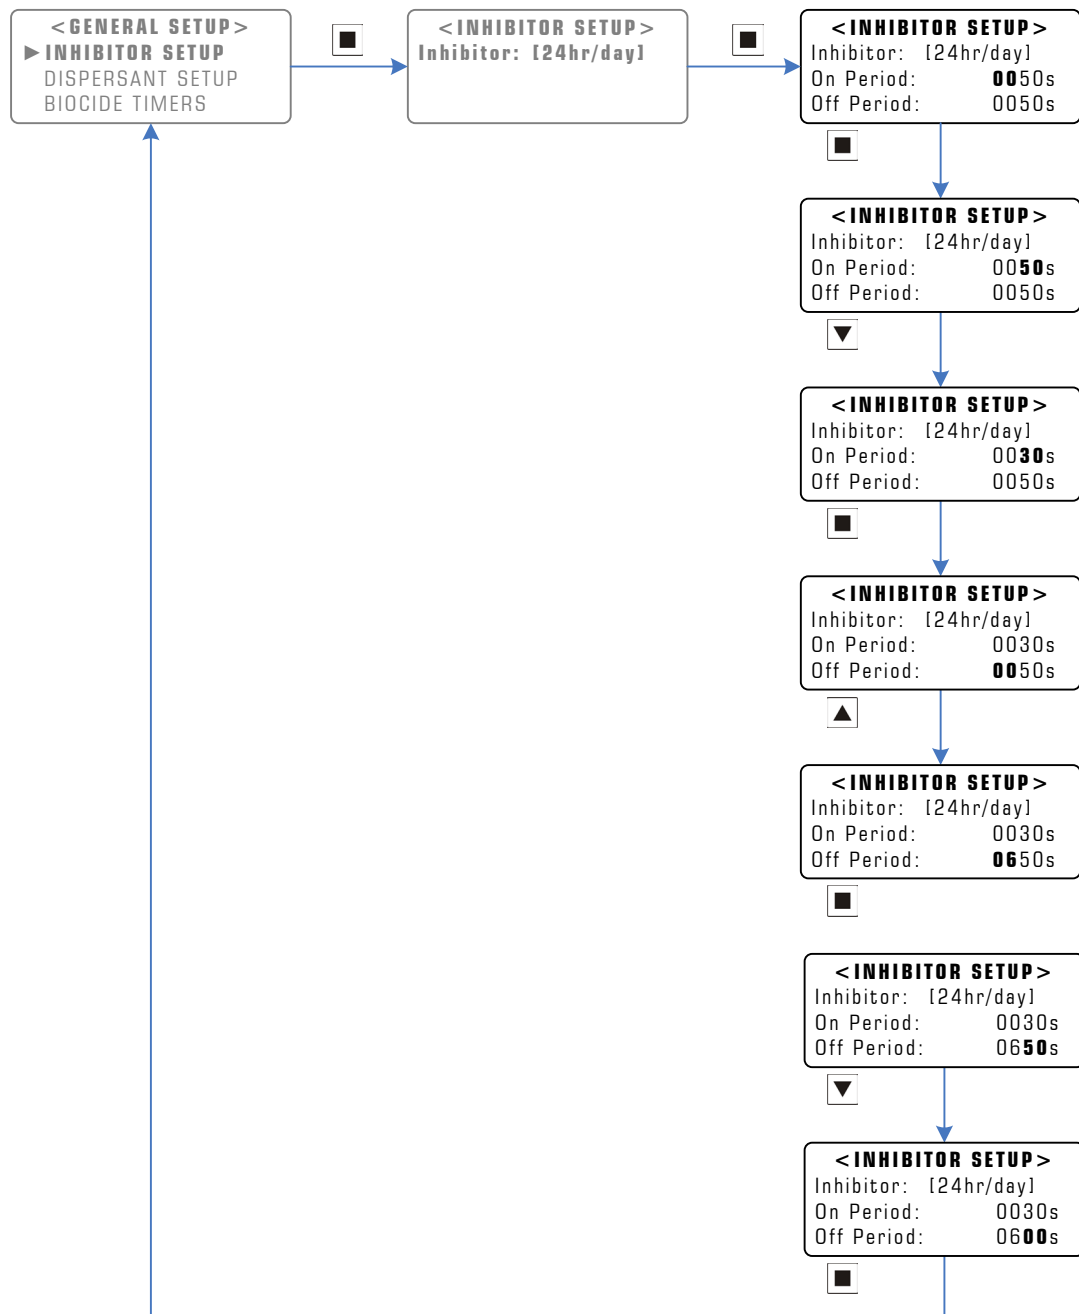 <GENERAL SETUP>
►INHIBITOR SETUP
DISPERSANT SETUP
BIOCIDE TIMERS
<INHIBITOR SETUP>
Inhibitor: [24hr/day]
<INHIBITOR SETUP>
Inhibitor: [24hr/day]
On Period: 0050s
Off Period: 0050s
<INHIBITOR SETUP>
Inhibitor: [24hr/day]
On Period: 0050s
Off Period: 0050s
<INHIBITOR SETUP>
Inhibitor: [24hr/day]
On Period: 0030s
Off Period: 0050s
<INHIBITOR SETUP>
Inhibitor: [24hr/day]
On Period: 0030s
Off Period: 0050s
<INHIBITOR SETUP>
Inhibitor: [24hr/day]
On Period: 0030s
Off Period: 0650s
<INHIBITOR SETUP>
Inhibitor: [24hr/day]
On Period: 0030s
Off Period: 0650s
<INHIBITOR SETUP>
Inhibitor: [24hr/day]
On Period: 0030s
Off Period: 0600s